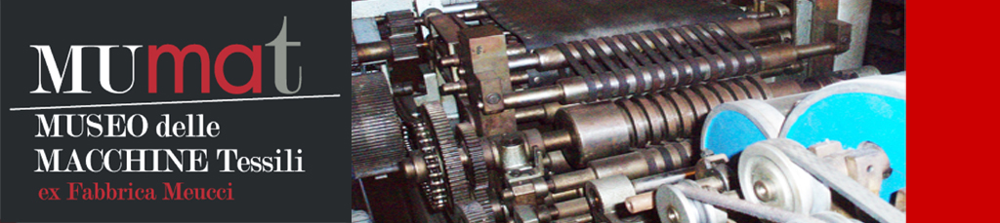 MUmat
MUSEO delle
MACCHINE Tessili
ex Fabbrica Meucci